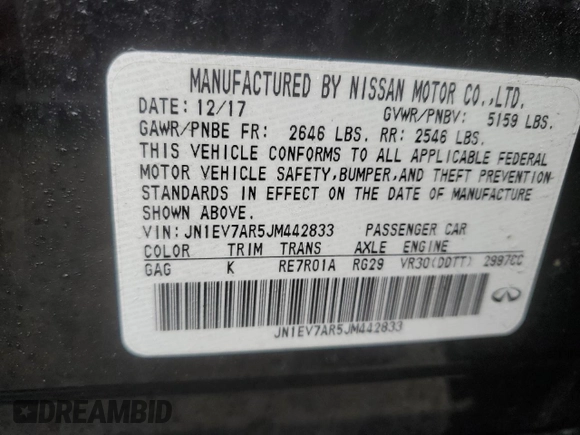 MANUFACTURED BY NISSAN MOTOR CO.,LTD.
DATE: 12/17 GVWR/PNBV: 5159 LBS.
GAWR/PNBE FR: 2646 LBS. RR: 2546 LBS.
THIS VEHICLE CONFORMS TO ALL APPLICABLE FEDERAL
MOTOR VEHICLE SAFETY,BUMPER,AND THEFT PREVENTION
STANDARDS IN EFFECT ON THE DATE OF MANUFACTURE
SHOWN ABOVE.
VIN: JN1EV7AR5JM442833 PASSENGER CAR
COLOR TRIM TRANS AXLE ENGINE
GAG K RE7R01A RG29 VR30(DDTT) 2997CC
JN1EV7AR5JM442833
DREAMBID